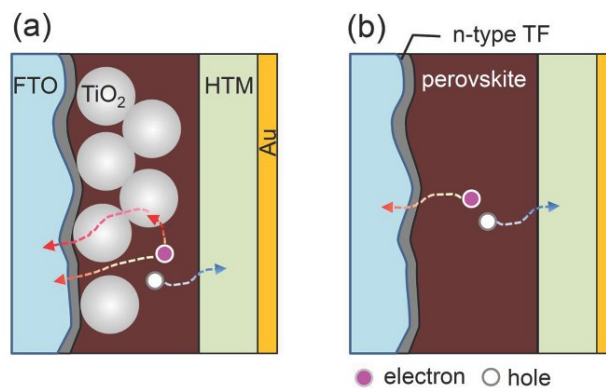 (a)
(b)
n-type TF
FTO
TiO₂
HTM
Au
perovskite
electron
hole